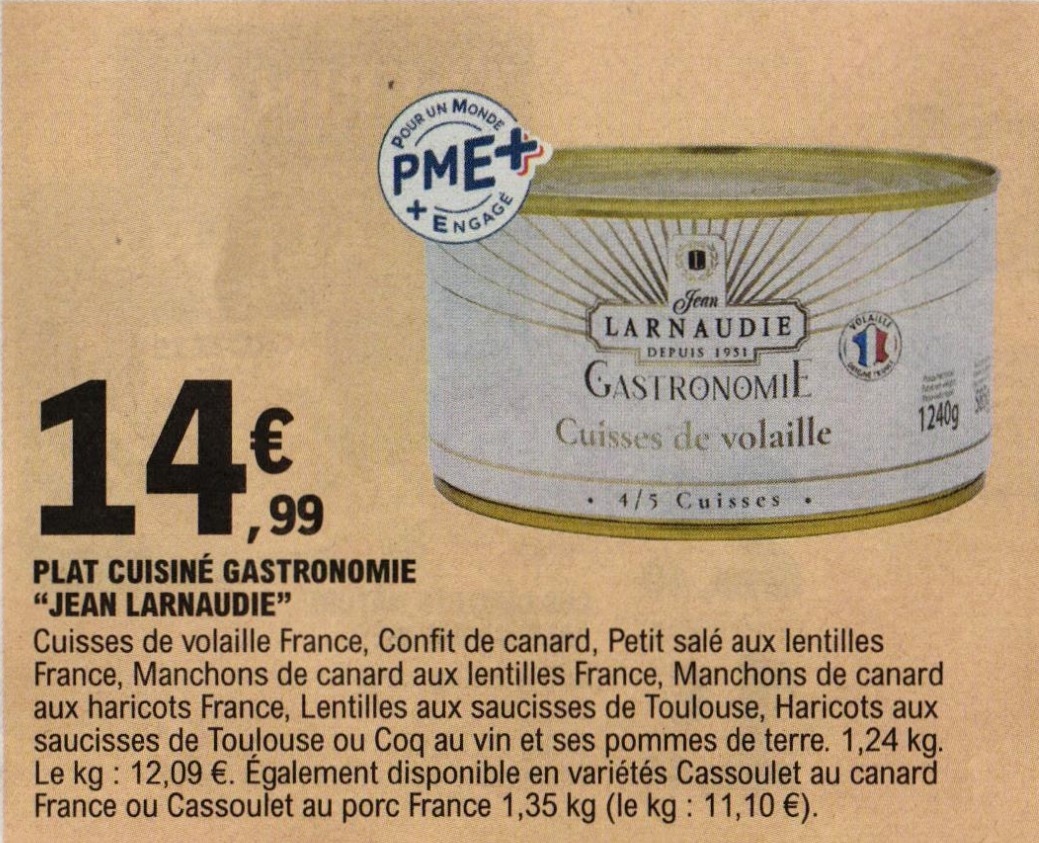 POUR UN MONDE
PME+
+ ENGAGÉ
Jean
LARNAUDIE
DEPUIS 1951
GASTRONOMIE
Cuisses de volaille
• 4/5 Cuisses •
VOLAILLE
1240g
14€
,99
PLAT CUISINÉ GASTRONOMIE
“JEAN LARNAUDIE”
Cuisses de volaille France, Confit de canard, Petit salé aux lentilles
France, Manchons de canard aux lentilles France, Manchons de canard
aux haricots France, Lentilles aux saucisses de Toulouse, Haricots aux
saucisses de Toulouse ou Coq au vin et ses pommes de terre. 1,24 kg.
Le kg : 12,09 €. Également disponible en variétés Cassoulet au canard
France ou Cassoulet au porc France 1,35 kg (le kg : 11,10 €).